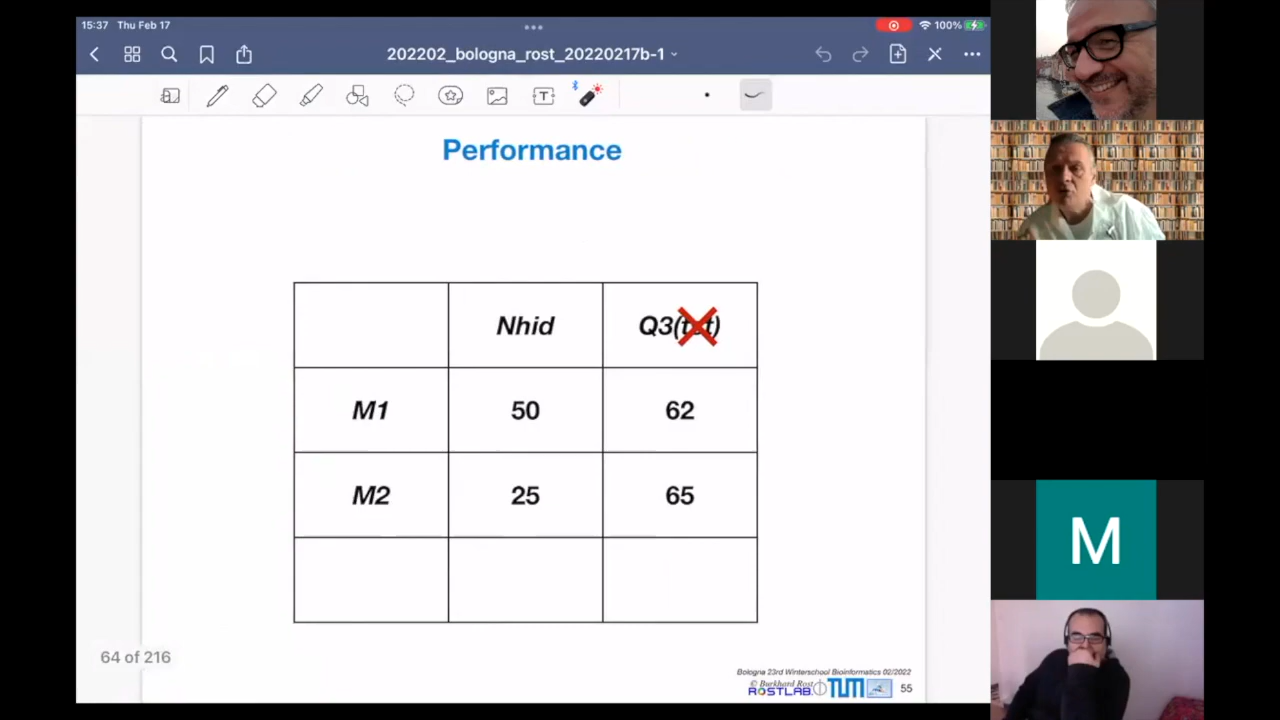 15:37 Thu Feb 17
100%
202202_bologna_rost_20220217b-1
T
Performance
Nhid Q3(tst)
M1 50 62
M2 25 65
64 of 216
Bologna 23rd Winterschool Bioinformatics 02/2022
© Burkhard Rost
ROSTLAB TUM 55
M